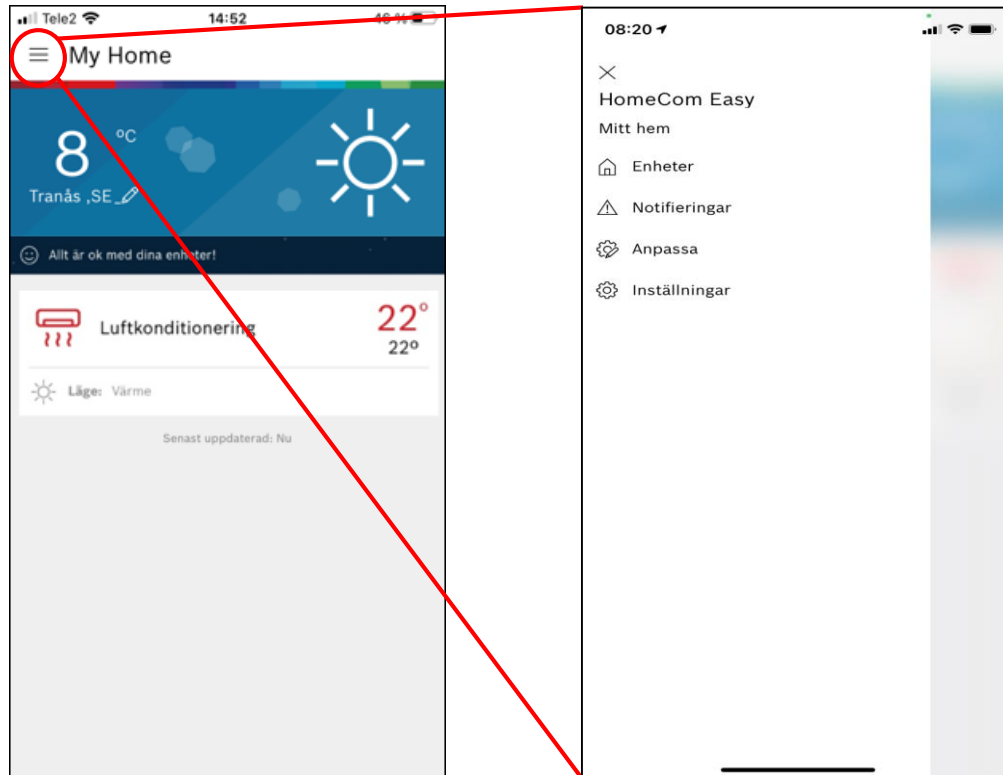 Tele2 14:52 46 %
My Home
8 °C
Tranås ,SE
Allt är ok med dina enheter!
Luftkonditionering 22°
22°
Läge: Värme
Senast uppdaterad: Nu
08:20
HomeCom Easy
Mitt hem
Enheter
Notifieringar
Anpassa
Inställningar